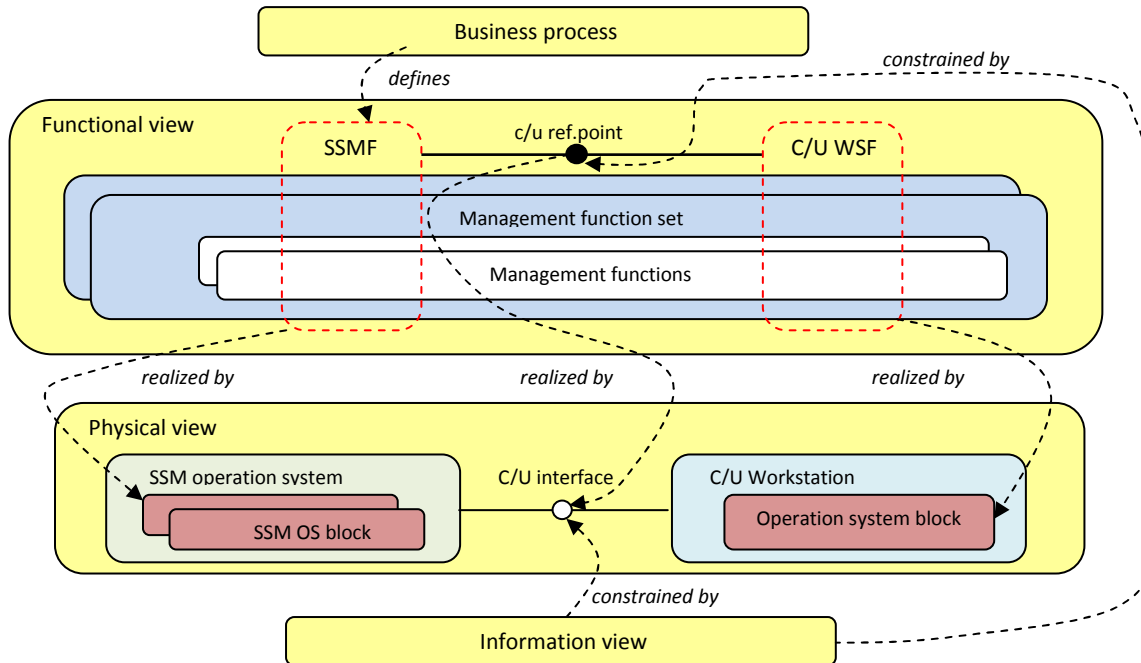 Business process
constrained by
defines
Functional view
c/u ref.point
SSMF
C/U WSF
Management function set
Management functions
realized by
realized by
realized by
Physical view
SSM operation system
C/U interface
C/U Workstation
SSM OS block
Operation system block
constrained by
Information view